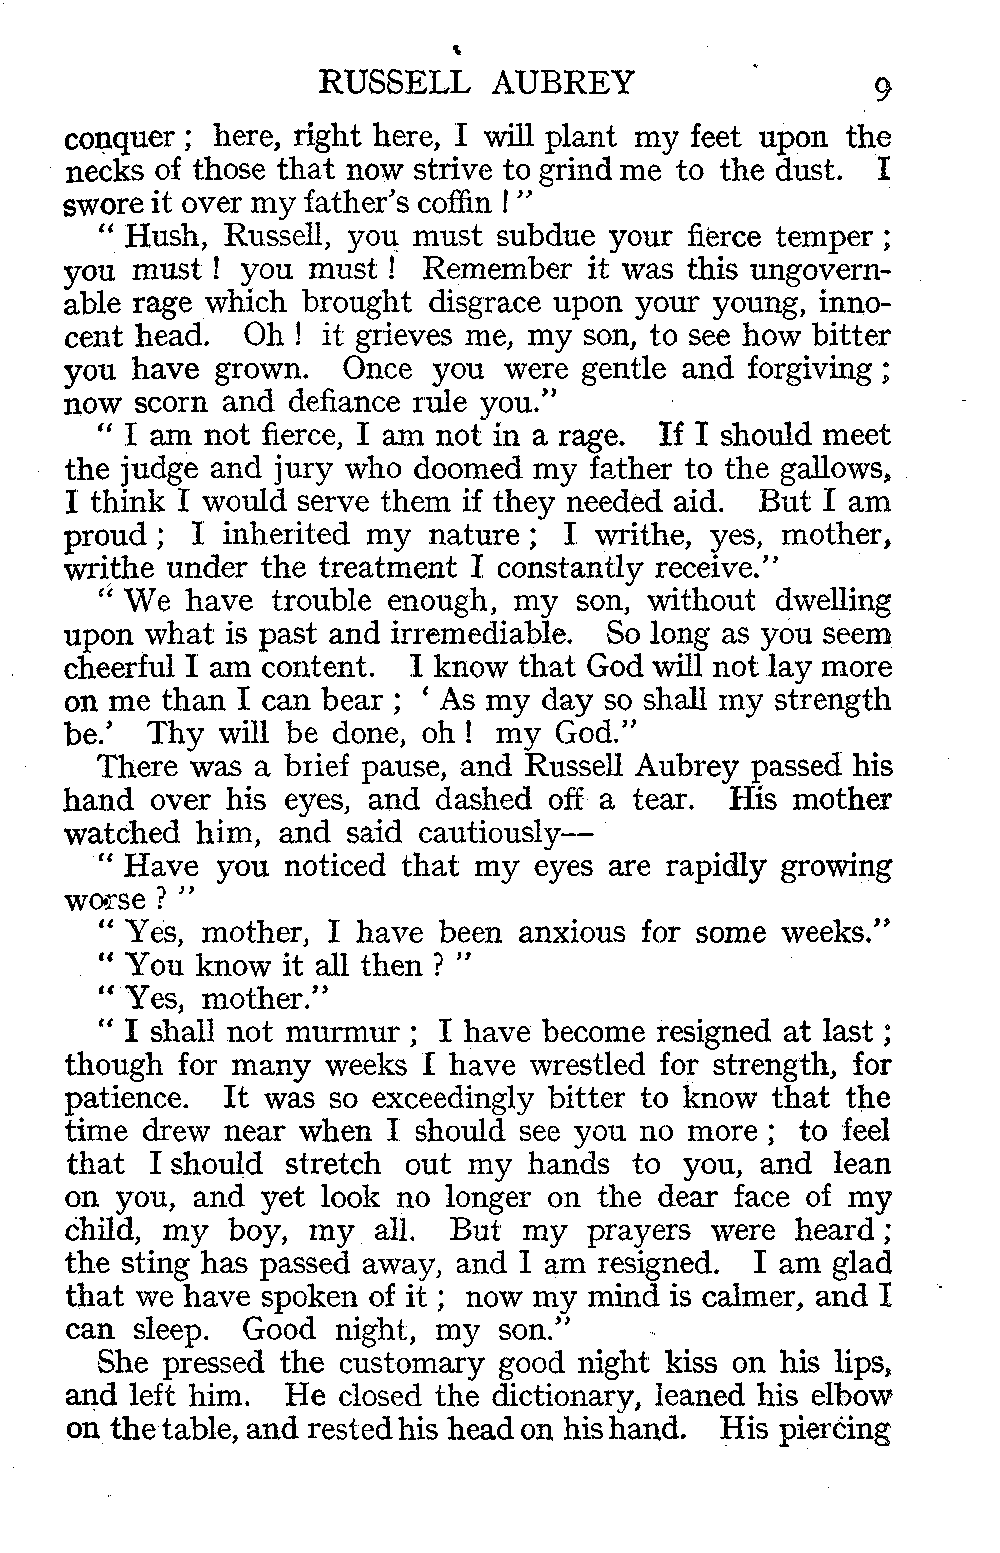 RUSSELL AUBREY 9
conquer ; here, right here, I will plant my feet upon the
necks of those that now strive to grind me to the dust. I
swore it over my father's coffin ! "
" Hush, Russell, you must subdue your fierce temper ;
you must ! you must ! Remember it was this ungovern-
able rage which brought disgrace upon your young, inno-
cent head. Oh ! it grieves me, my son, to see how bitter
you have grown. Once you were gentle and forgiving ;
now scorn and defiance rule you."
" I am not fierce, I am not in a rage. If I should meet
the judge and jury who doomed my father to the gallows,
I think I would serve them if they needed aid. But I am
proud ; I inherited my nature ; I writhe, yes, mother,
writhe under the treatment I constantly receive."
" We have trouble enough, my son, without dwelling
upon what is past and irremediable. So long as you seem
cheerful I am content. I know that God will not lay more
on me than I can bear ; ' As my day so shall my strength
be.' Thy will be done, oh ! my God."
There was a brief pause, and Russell Aubrey passed his
hand over his eyes, and dashed off a tear. His mother
watched him, and said cautiously—
" Have you noticed that my eyes are rapidly growing
worse ? "
" Yes, mother, I have been anxious for some weeks."
" You know it all then ? "
" Yes, mother."
" I shall not murmur ; I have become resigned at last ;
though for many weeks I have wrestled for strength, for
patience. It was so exceedingly bitter to know that the
time drew near when I should see you no more ; to feel
that I should stretch out my hands to you, and lean
on you, and yet look no longer on the dear face of my
child, my boy, my all. But my prayers were heard ;
the sting has passed away, and I am resigned. I am glad
that we have spoken of it ; now my mind is calmer, and I
can sleep. Good night, my son."
She pressed the customary good night kiss on his lips,
and left him. He closed the dictionary, leaned his elbow
on the table, and rested his head on his hand. His piercing